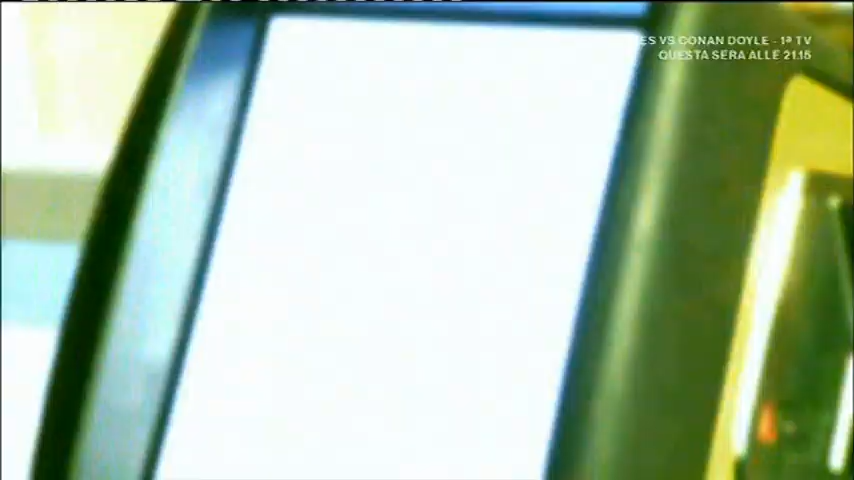 ES VS CONAN DOYLE - 1ª TV
QUESTA SERA ALLE 21.15